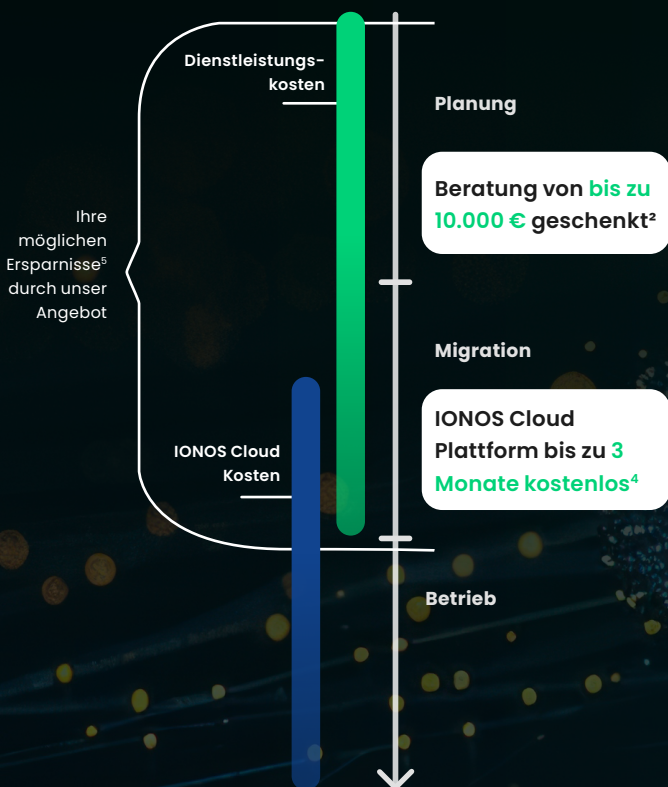 Dienstleistungs-
kosten
Planung
Beratung von bis zu
10.000 € geschenkt²
Ihre
möglichen
Ersparnisse⁵
durch unser
Angebot
Migration
IONOS Cloud
Plattform bis zu 3
Monate kostenlos⁴
IONOS Cloud
Kosten
Betrieb